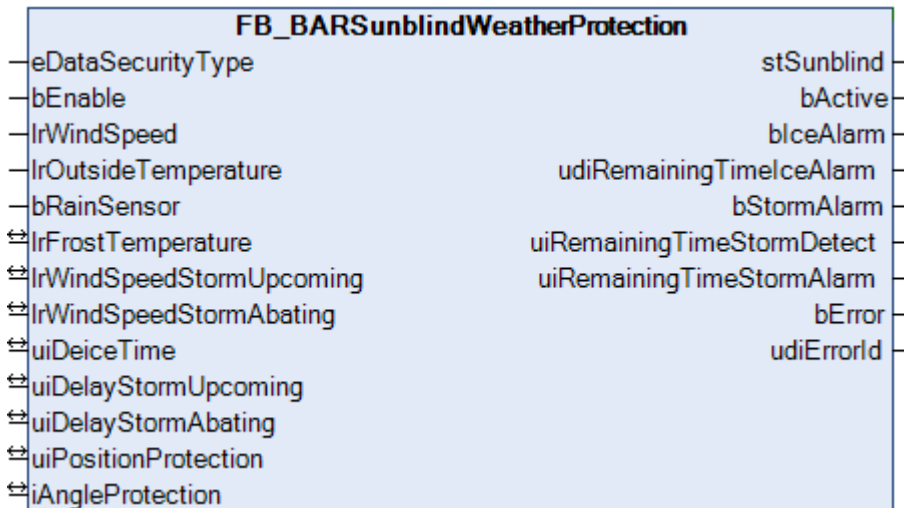 FB_BARSunblindWeatherProtection
eDataSecurityType stSunblind
bEnable bActive
lrWindSpeed bIceAlarm
lrOutsideTemperature udiRemainingTimeIceAlarm
bRainSensor bStormAlarm
lrFrostTemperature uiRemainingTimeStormDetect
lrWindSpeedStormUpcoming uiRemainingTimeStormAlarm
lrWindSpeedStormAbating bError
uiDeiceTime udiErrorId
uiDelayStormUpcoming
uiDelayStormAbating
uiPositionProtection
iAngleProtection